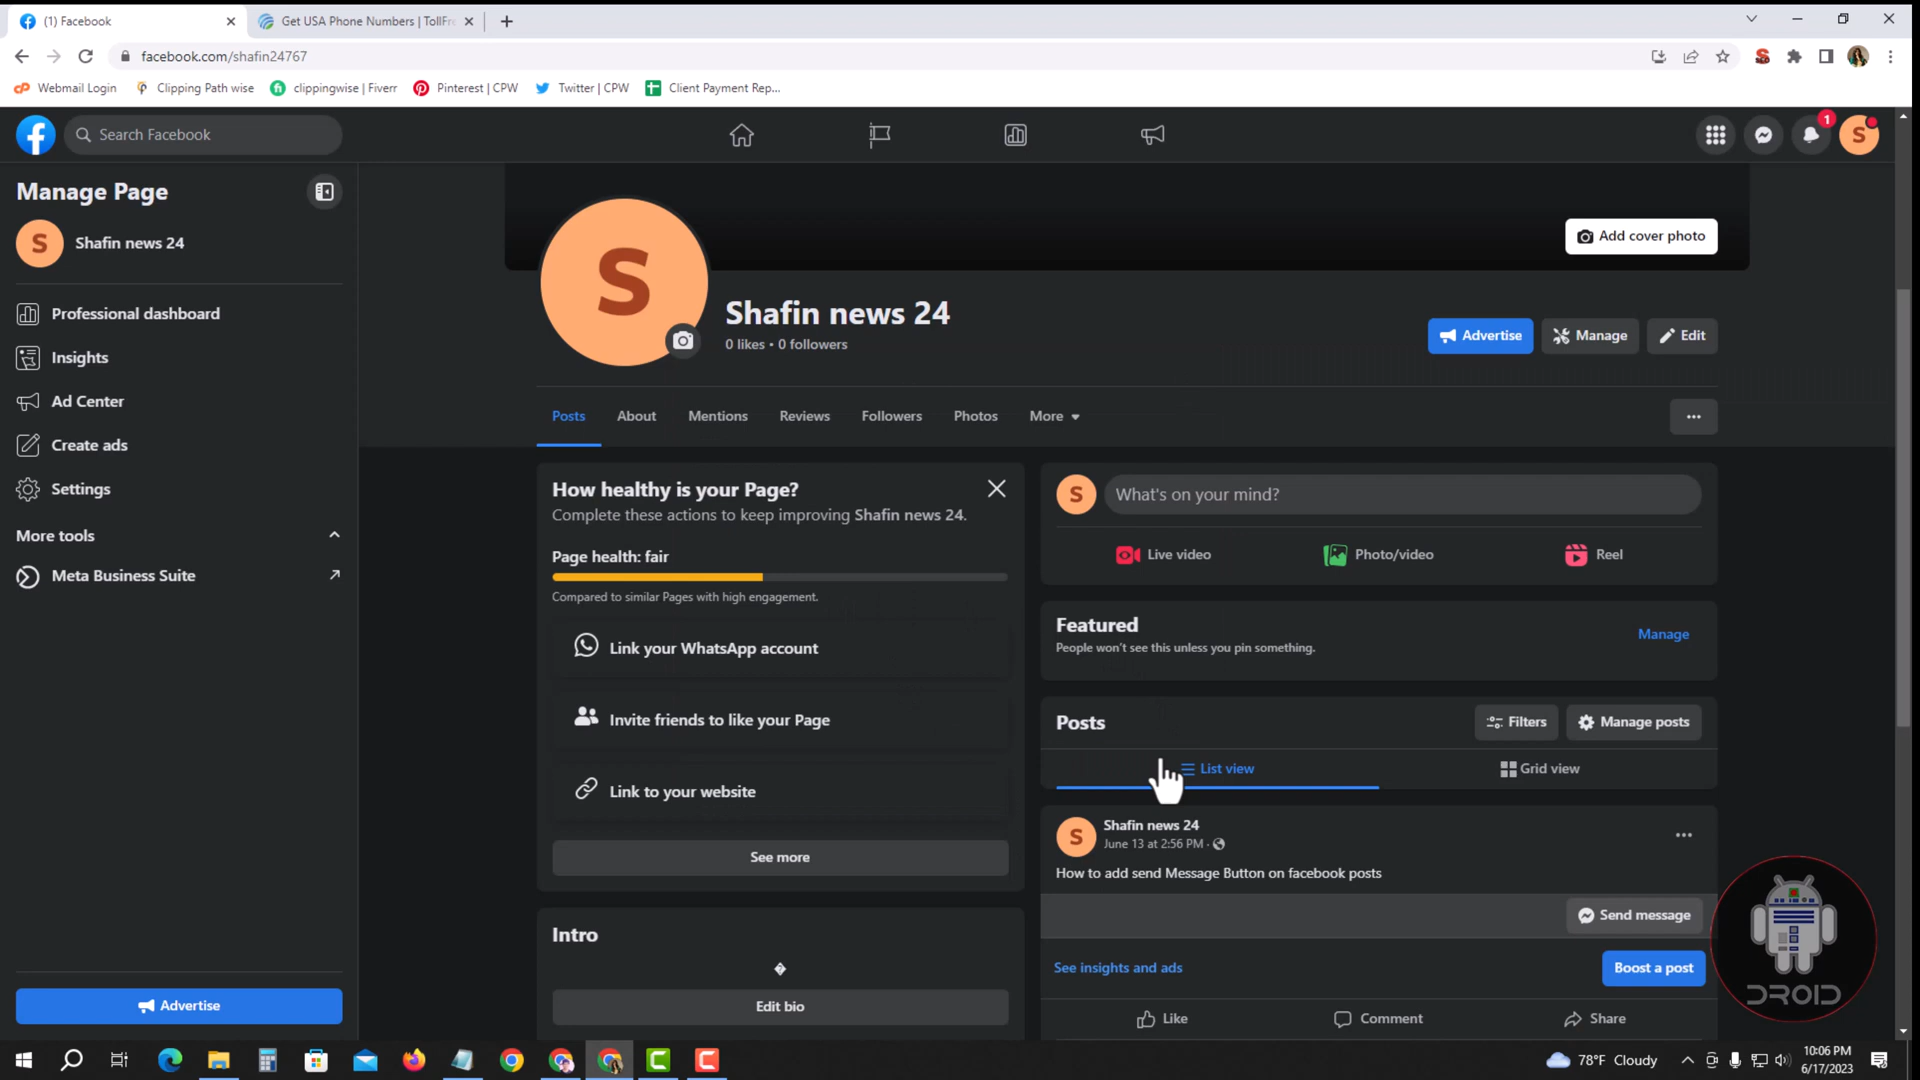 (1) Facebook
Get USA Phone Numbers | TollFr
facebook.com/shafin24767
Webmail Login
Clipping Path wise
clippingwise | Fiverr
Pinterest | CPW
Twitter | CPW
Client Payment Rep...
Search Facebook
1
S
Manage Page
S
Shafin news 24
Professional dashboard
Insights
Ad Center
Create ads
Settings
More tools
Meta Business Suite
Advertise
Add cover photo
S
Shafin news 24
0 likes • 0 followers
Advertise
Manage
Edit
Posts
About
Mentions
Reviews
Followers
Photos
More
How healthy is your Page?
Complete these actions to keep improving Shafin news 24.
Page health: fair
Compared to similar Pages with high engagement.
Link your WhatsApp account
Invite friends to like your Page
Link to your website
See more
Intro
�
Edit bio
S
What's on your mind?
Live video
Photo/video
Reel
Featured
People won't see this unless you pin something.
Manage
Posts
Filters
Manage posts
List view
Grid view
S
Shafin news 24
June 13 at 2:56 PM ·
How to add send Message Button on facebook posts
Send message
See insights and ads
Boost a post
Like
Comment
Share
DROID
78°F Cloudy
10:06 PM
6/17/2023